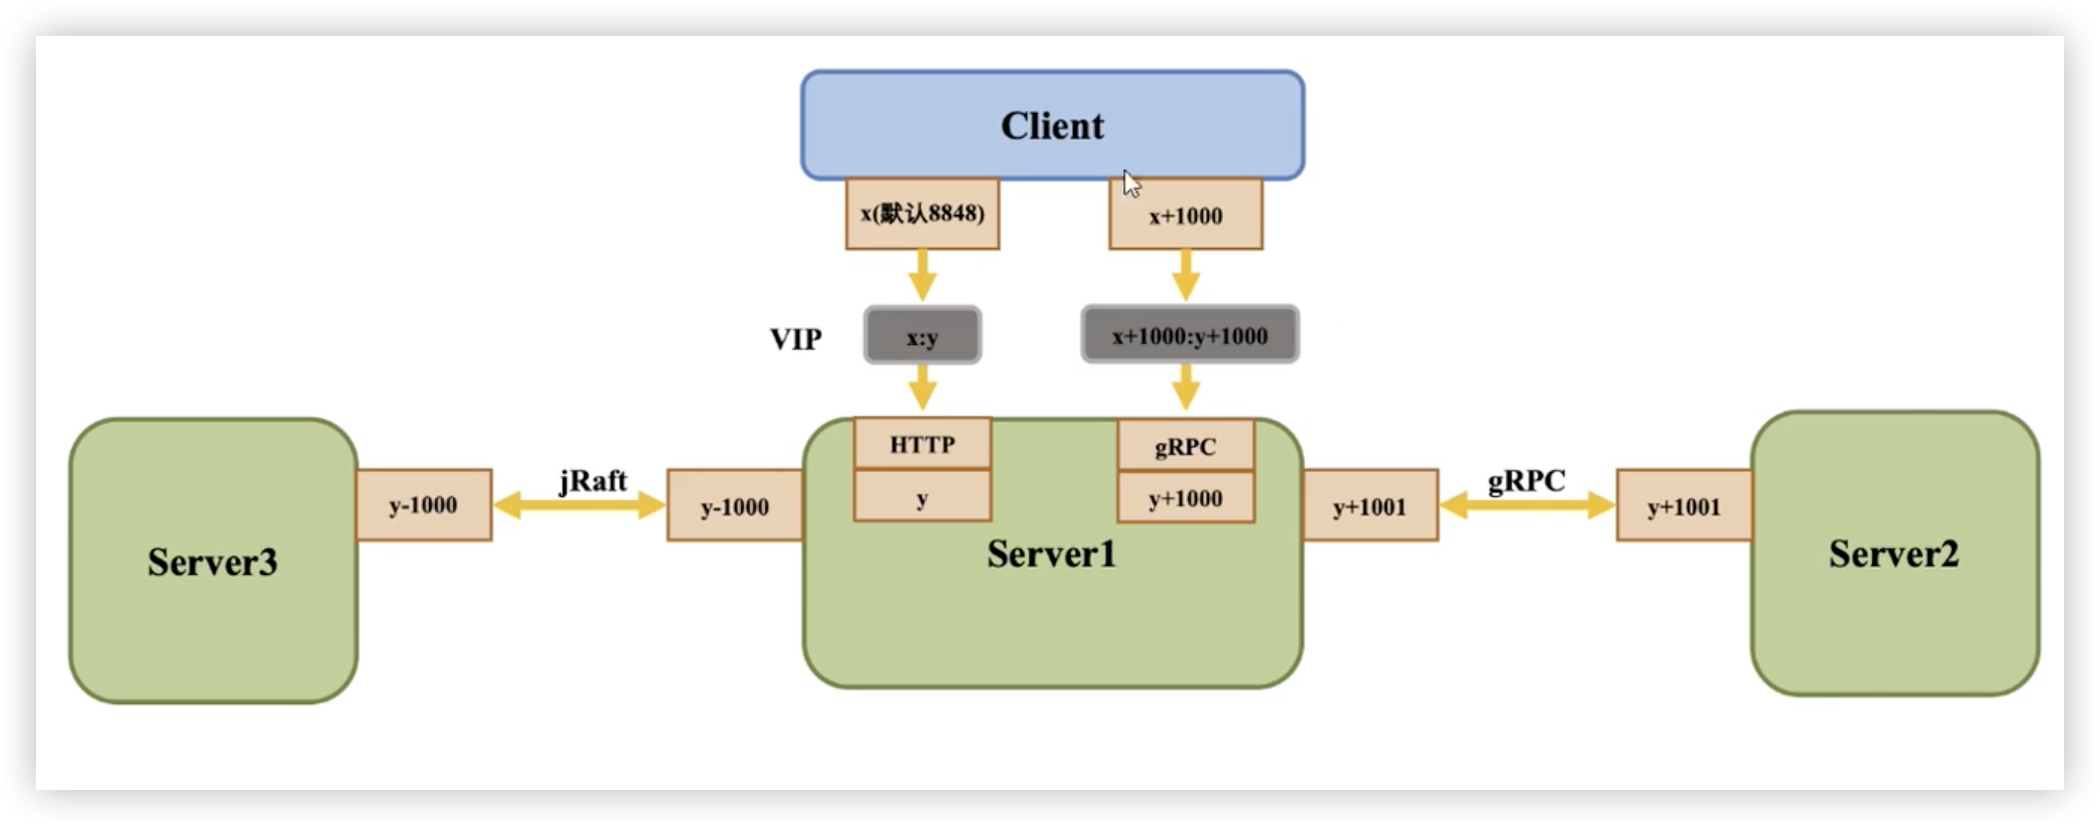 Client
x(默认8848)
x+1000
VIP
x:y
x+1000:y+1000
HTTP
y
gRPC
y+1000
Server3
y-1000
jRaft
y-1000
Server1
y+1001
gRPC
y+1001
Server2